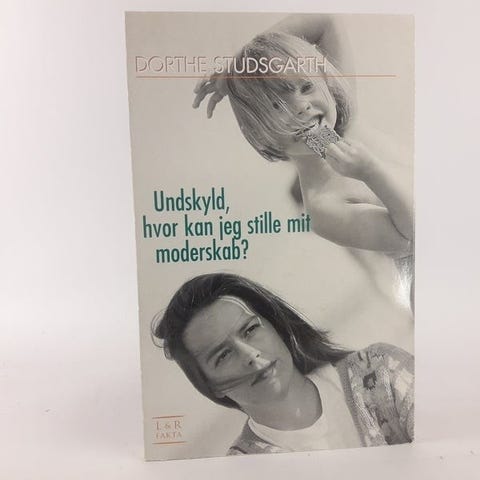 DORTHE STUDSGARTH
Undskyld,
hvor kan jeg stille mit
moderskab?
L & R
FAKTA